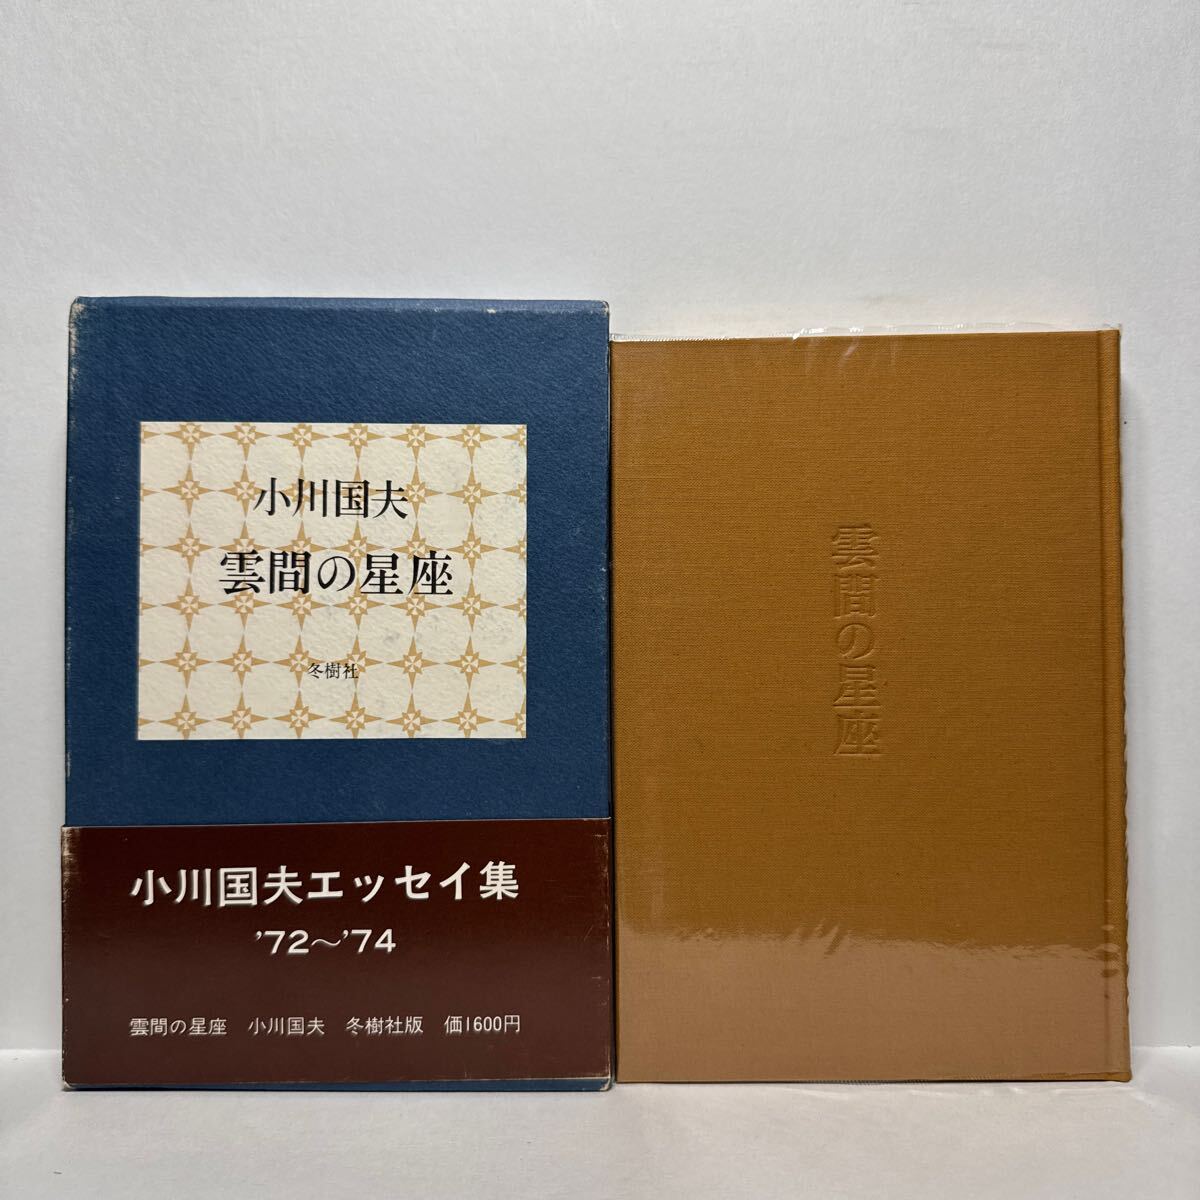 小川国夫
雲間の星座
冬樹社
小川国夫エッセイ集
'72～'74
雲間の星座　小川国夫　冬樹社版　価1600円
雲間の星座